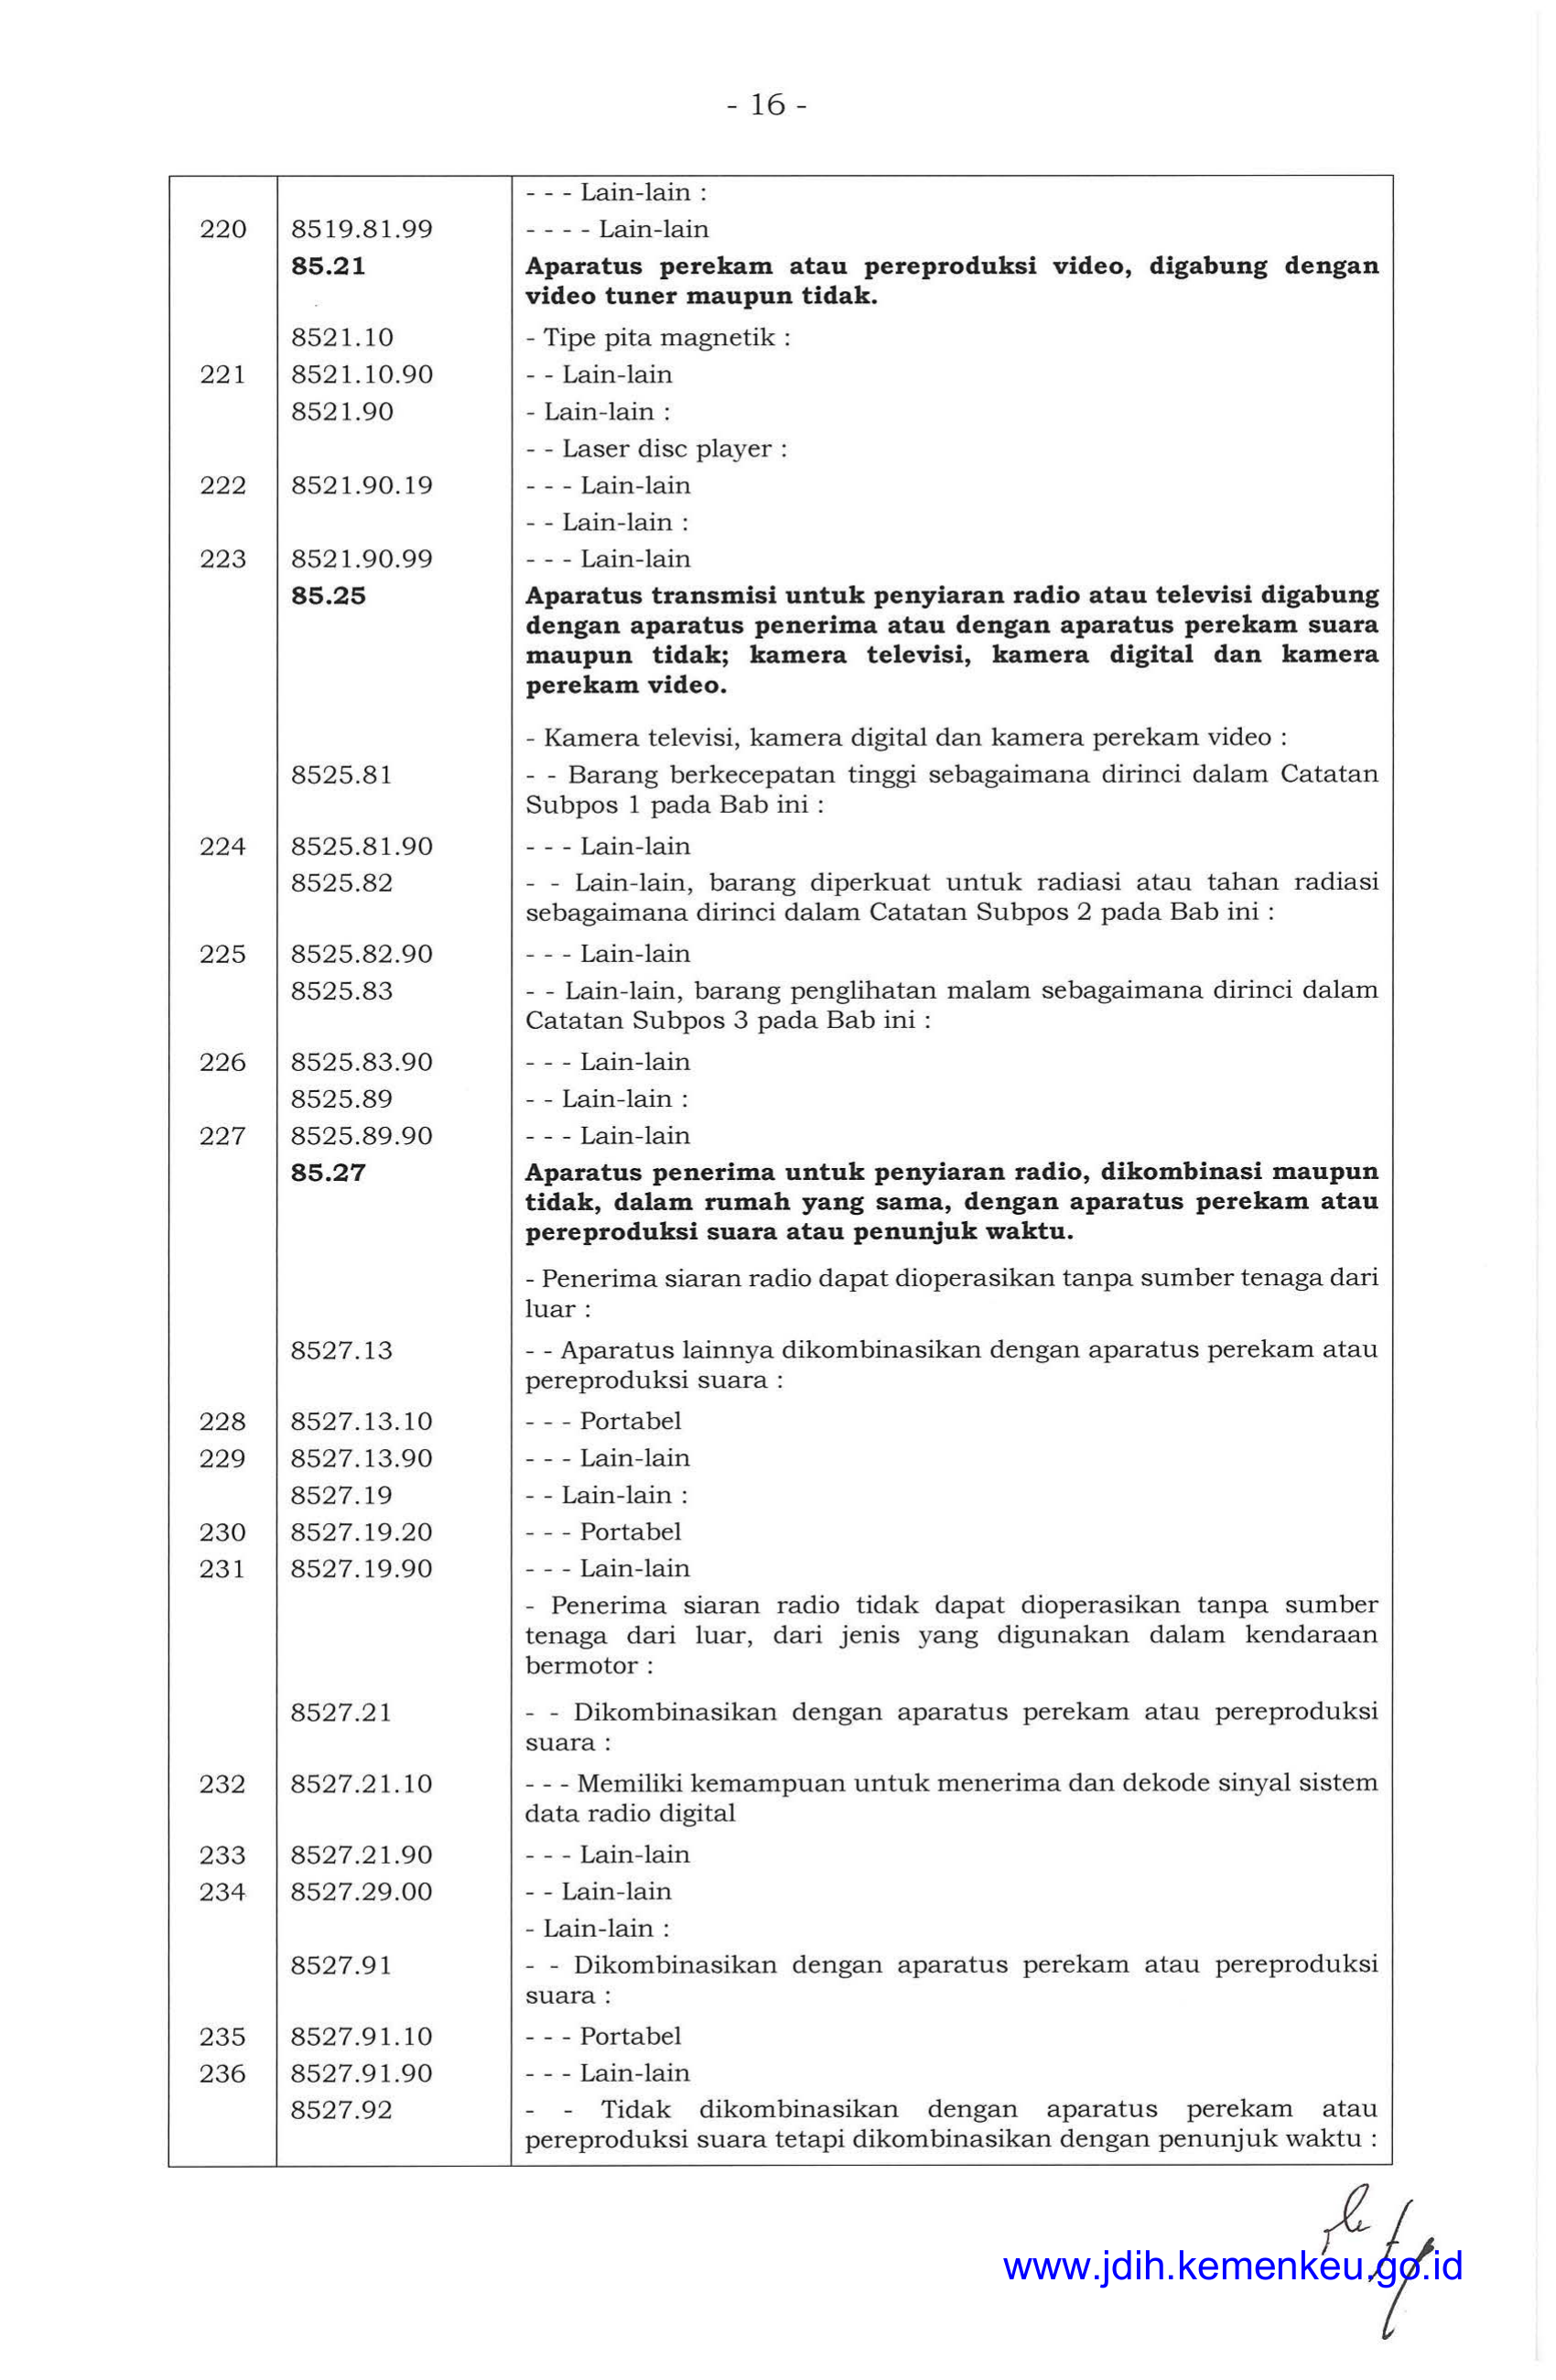 - 16 -
- - - Lain-lain :
220 8519.81.99 - - - - Lain-lain
85.21 Aparatus perekam atau pereproduksi video, digabung dengan
video tuner maupun tidak.
8521.10 - Tipe pita magnetik :
221 8521.10.90 - - Lain-lain
8521.90 - Lain-lain :
- - Laser disc player :
222 8521.90.19 - - - Lain-lain
- - Lain-lain :
223 8521.90.99 - - - Lain-lain
85.25 Aparatus transmisi untuk penyiaran radio atau televisi digabung
dengan aparatus penerima atau dengan aparatus perekam suara
maupun tidak; kamera televisi, kamera digital dan kamera
perekam video.
- Kamera televisi, kamera digital dan kamera perekam video :
8525.81 - - Barang berkecepatan tinggi sebagaimana dirinci dalam Catatan
Subpos 1 pada Bab ini :
224 8525.81.90 - - - Lain-lain
8525.82 - - Lain-lain, barang diperkuat untuk radiasi atau tahan radiasi
sebagaimana dirinci dalam Catatan Subpos 2 pada Bab ini :
225 8525.82.90 - - - Lain-lain
8525.83 - - Lain-lain, barang penglihatan malam sebagaimana dirinci dalam
Catatan Subpos 3 pada Bab ini :
226 8525.83.90 - - - Lain-lain
8525.89 - - Lain-lain :
227 8525.89.90 - - - Lain-lain
85.27 Aparatus penerima untuk penyiaran radio, dikombinasi maupun
tidak, dalam rumah yang sama, dengan aparatus perekam atau
pereproduksi suara atau penunjuk waktu.
- Penerima siaran radio dapat dioperasikan tanpa sumber tenaga dari
luar :
8527.13 - - Aparatus lainnya dikombinasikan dengan aparatus perekam atau
pereproduksi suara :
228 8527.13.10 - - - Portabel
229 8527.13.90 - - - Lain-lain
8527.19 - - Lain-lain :
230 8527.19.20 - - - Portabel
231 8527.19.90 - - - Lain-lain
- Penerima siaran radio tidak dapat dioperasikan tanpa sumber
tenaga dari luar, dari jenis yang digunakan dalam kendaraan
bermotor :
8527.21 - - Dikombinasikan dengan aparatus perekam atau pereproduksi
suara :
232 8527.21.10 - - - Memiliki kemampuan untuk menerima dan dekode sinyal sistem
data radio digital
233 8527.21.90 - - - Lain-lain
234 8527.29.00 - - Lain-lain
- Lain-lain :
8527.91 - - Dikombinasikan dengan aparatus perekam atau pereproduksi
suara :
235 8527.91.10 - - - Portabel
236 8527.91.90 - - - Lain-lain
8527.92 - - Tidak dikombinasikan dengan aparatus perekam atau
pereproduksi suara tetapi dikombinasikan dengan penunjuk waktu :
www.jdih.kemenkeu.go.id